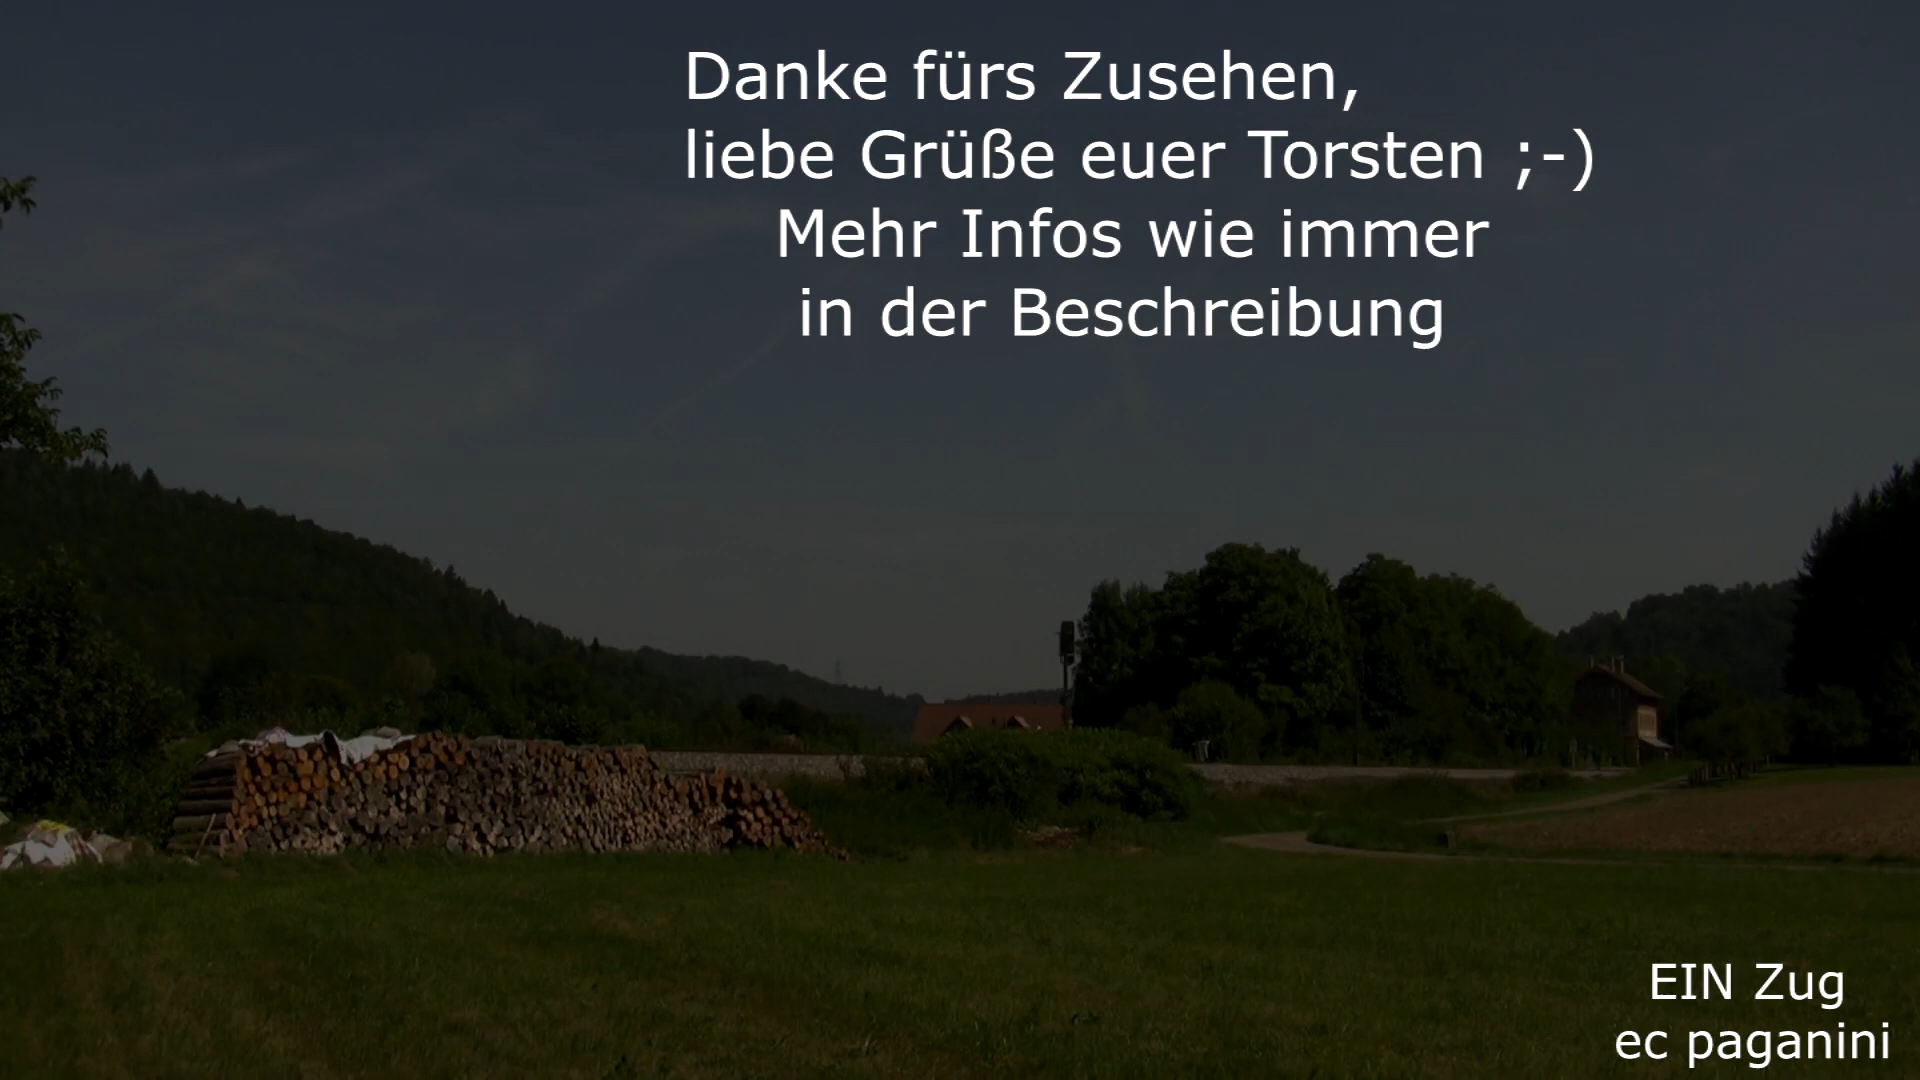 Danke fürs Zusehen,
liebe Grüße euer Torsten ;-)
Mehr Infos wie immer
in der Beschreibung
EIN Zug
ec paganini